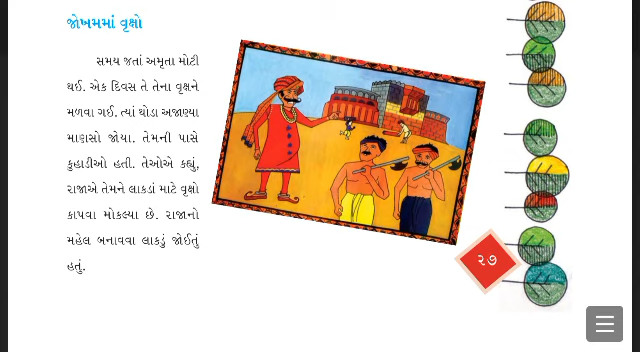 જોખમમાં વૃક્ષો
સમય જતાં અમૃતા મોટી
થઈ. એક દિવસ તે તેના વૃક્ષને
મળવા ગઈ. ત્યાં થોડા અજાણ્યા
માણસો જોયા. તેમની પાસે
કુહાડીઓ હતી. તેઓએ કહ્યું,
રાજાએ તેમને લાકડાં માટે વૃક્ષો
કાપવા મોકલ્યા છે. રાજાનો
મહેલ બનાવવા લાકડું જોઈતું
હતું.
૨૭